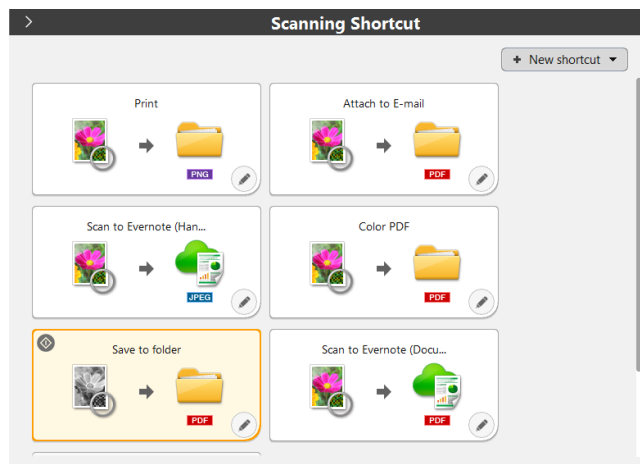 Scanning Shortcut
+ New shortcut
Print
PNG
Attach to E-mail
PDF
Scan to Evernote (Han...
JPEG
Color PDF
PDF
Save to folder
PDF
Scan to Evernote (Docu...
PDF